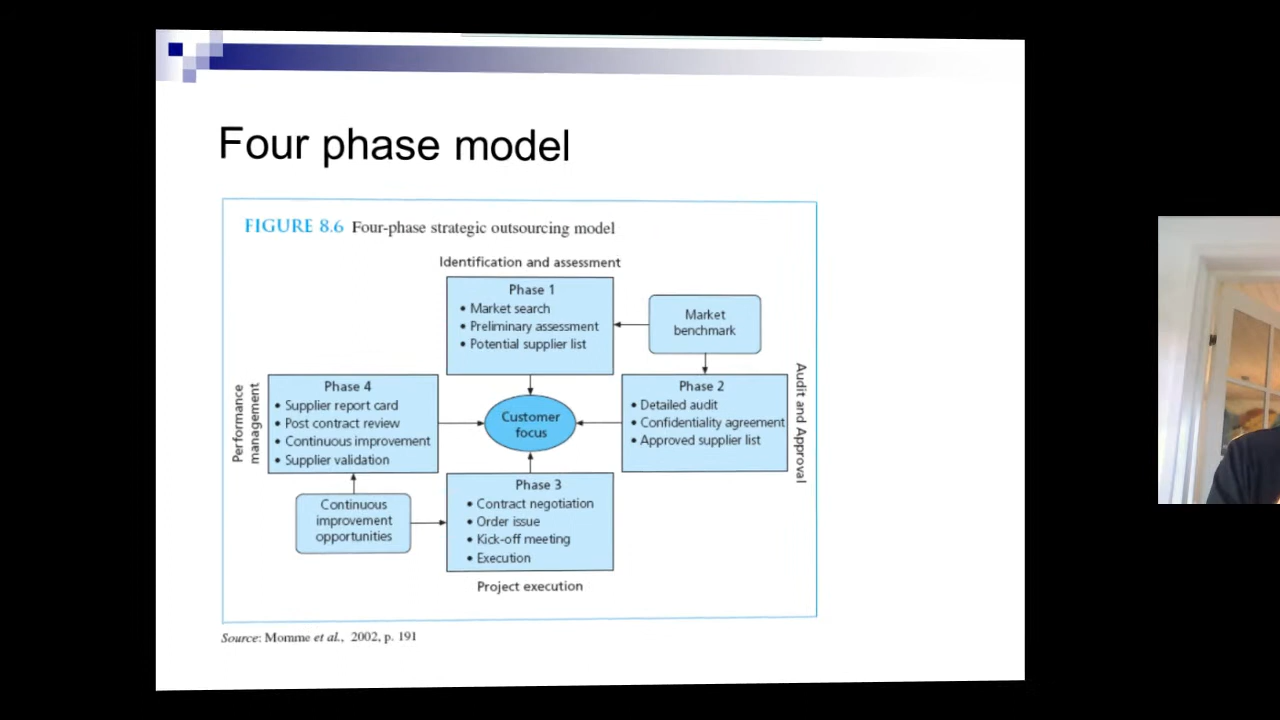 Four phase model
FIGURE 8.6 Four-phase strategic outsourcing model
Identification and assessment
Phase 1
• Market search
• Preliminary assessment
• Potential supplier list
Market
benchmark
Performance
management
Phase 4
• Supplier report card
• Post contract review
• Continuous improvement
• Supplier validation
Customer
focus
Phase 2
• Detailed audit
• Confidentiality agreement
• Approved supplier list
Audit and Approval
Continuous
improvement
opportunities
Phase 3
• Contract negotiation
• Order issue
• Kick-off meeting
• Execution
Project execution
Source: Momme et al., 2002, p. 191